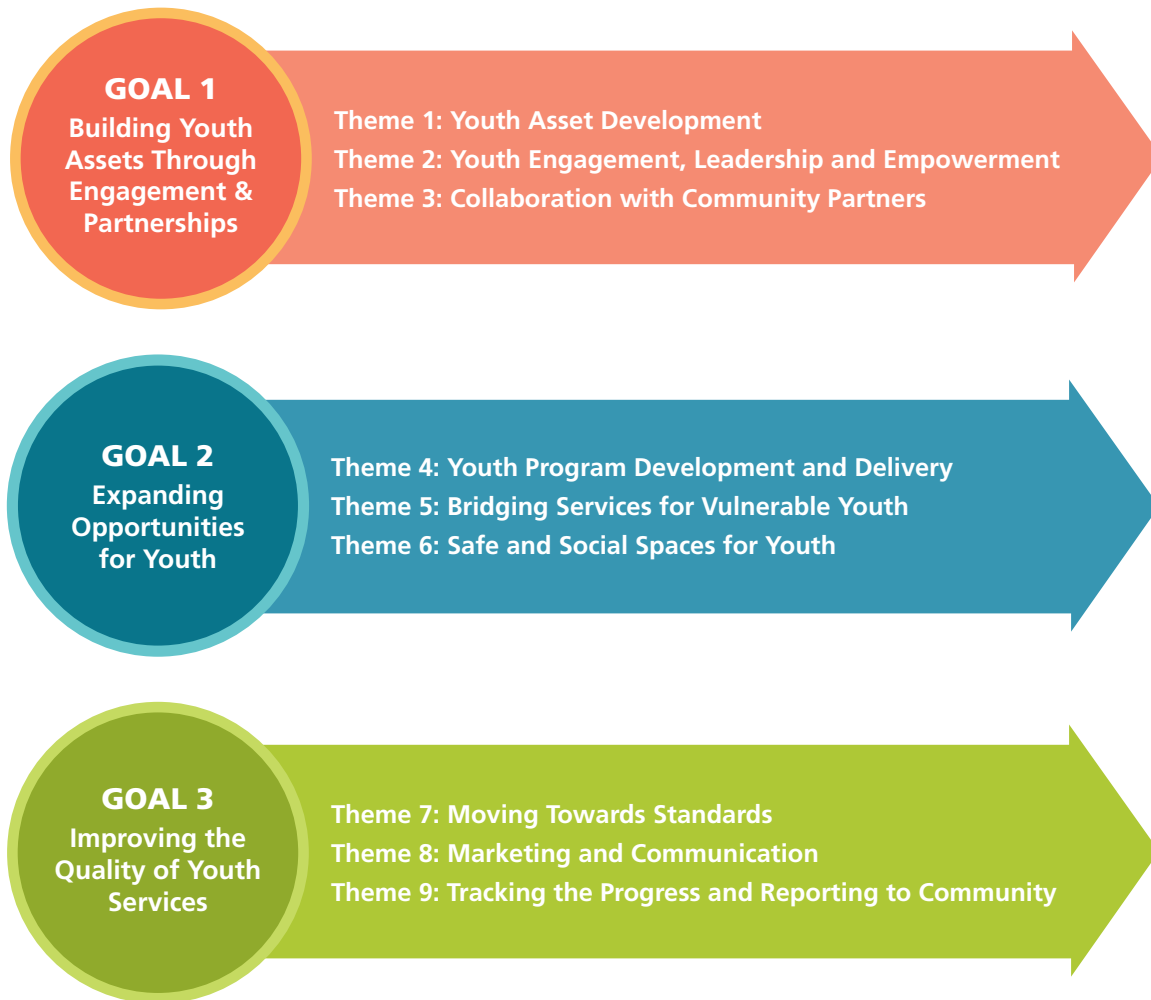 GOAL 1
Building Youth
Assets Through
Engagement &
Partnerships
Theme 1: Youth Asset Development
Theme 2: Youth Engagement, Leadership and Empowerment
Theme 3: Collaboration with Community Partners
GOAL 2
Expanding
Opportunities
for Youth
Theme 4: Youth Program Development and Delivery
Theme 5: Bridging Services for Vulnerable Youth
Theme 6: Safe and Social Spaces for Youth
GOAL 3
Improving the
Quality of Youth
Services
Theme 7: Moving Towards Standards
Theme 8: Marketing and Communication
Theme 9: Tracking the Progress and Reporting to Community